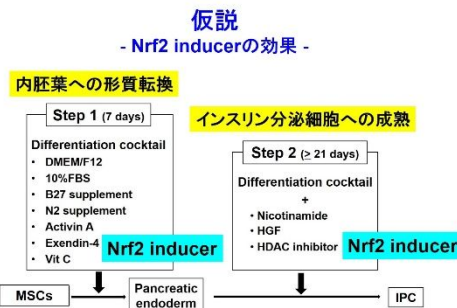 仮説
- Nrf2 inducerの効果 -
内胚葉への形質転換
Step 1 (7 days)
Differentiation cocktail
• DMEM/F12
• 10%FBS
• B27 supplement
• N2 supplement
• Activin A
• Exendin-4
• Vit C
Nrf2 inducer
インスリン分泌細胞への成熟
Step 2 (≥ 21 days)
Differentiation cocktail
+
• Nicotinamide
• HGF
• HDAC inhibitor
Nrf2 inducer
MSCs
Pancreatic
endoderm
IPC